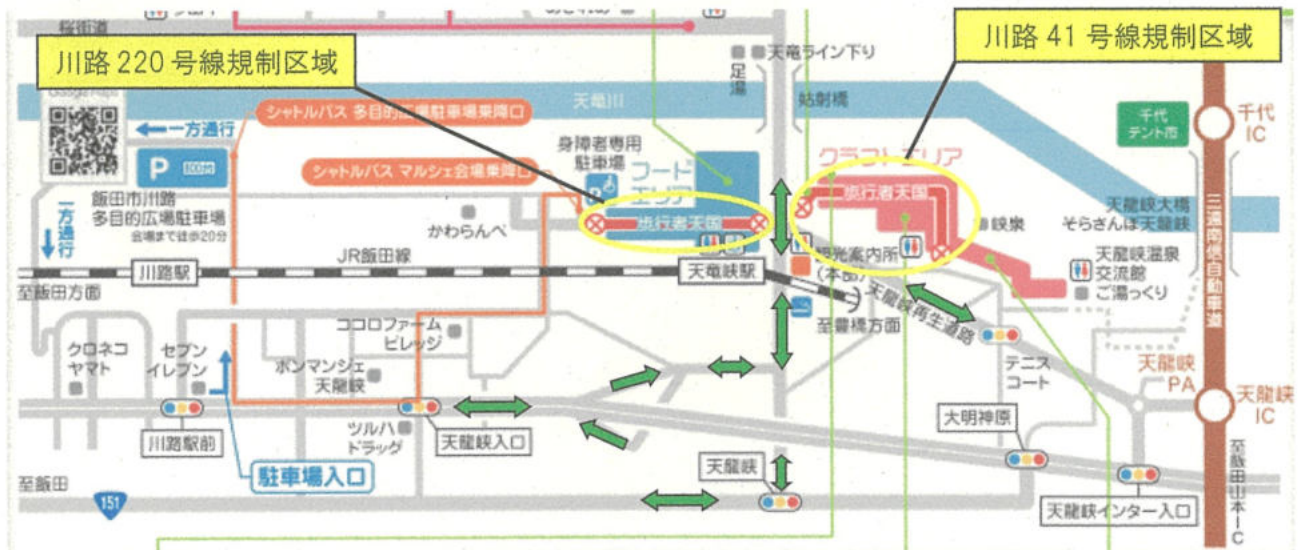 桜街道
川路 220 号線規制区域
川路 41 号線規制区域
天竜ライン下り
足湯
天竜川
姑射橋
シャトルバス 多目的広場駐車場乗降口
一方通行
P 800台
飯田市川路
多目的広場駐車場
会場まで徒歩20分
一方通行
シャトルバス マルシェ会場乗降口
身障者専用
駐車場
フード
エリア
クラフトエリア
歩行者天国
歩行者天国
千代
テント市
千代
IC
三遠南信自動車道
天龍峡大橋
そらさんぽ天龍峡
かわらんべ
峡泉
天龍峡温泉
交流館
ご湯っくり
JR飯田線
川路駅
天竜峡駅
観光案内所
(本部)
至飯田方面
至豊橋方面
天龍峡再生道路
クロネコ
ヤマト
セブン
イレブン
ココロファーム
ビレッジ
ボンマンジェ
天龍峡
ツルハ
ドラッグ
テニス
コート
天龍峡
PA
天龍峡
IC
川路駅前
天龍峡入口
大明神原
駐車場入口
天龍峡
天龍峡インター入口
至飯田
151
至飯田山本IC